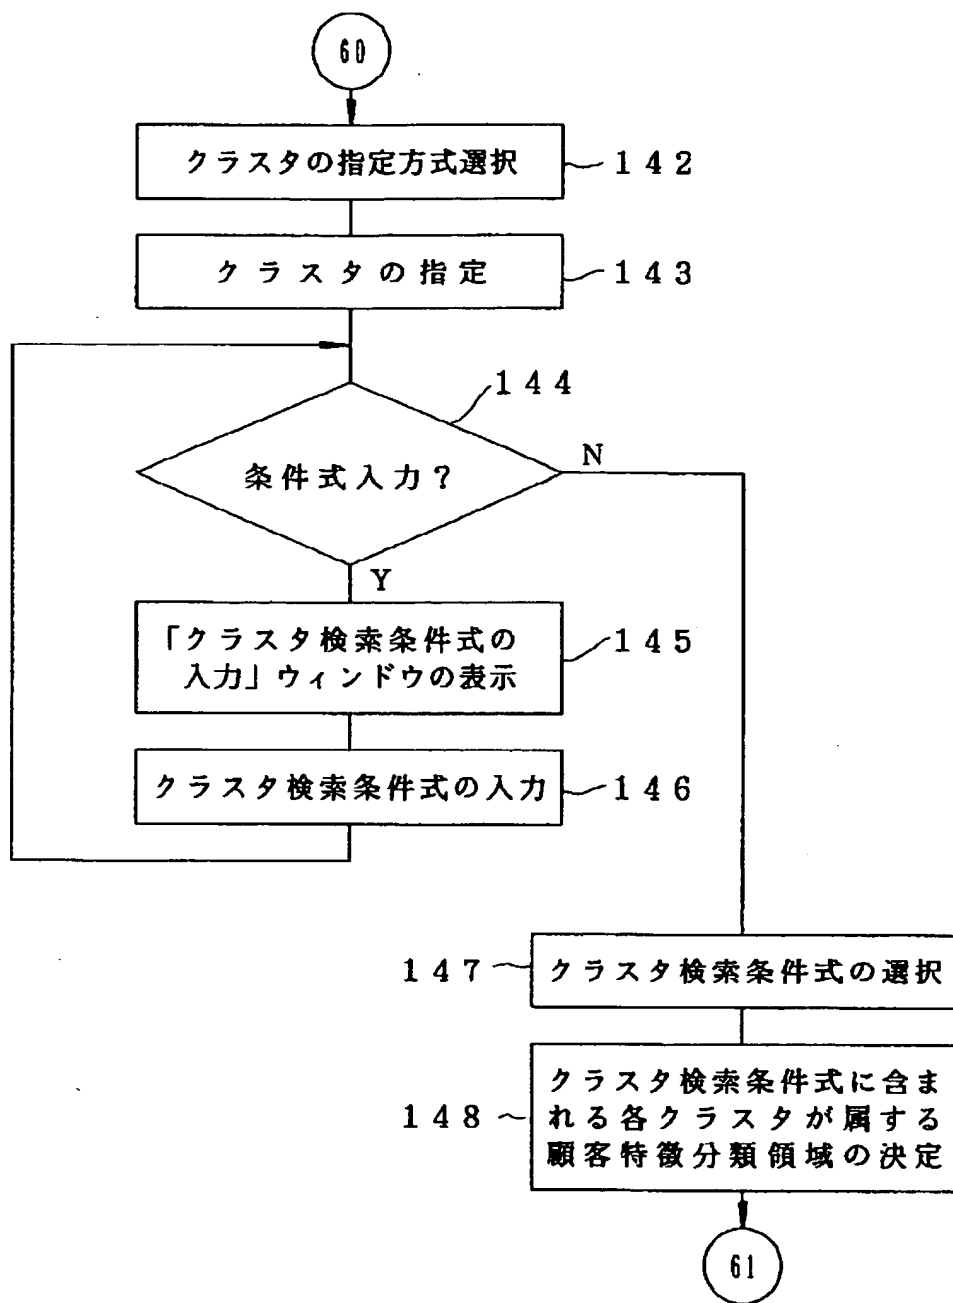 60
クラスタの指定方式選択
142
クラスタの指定
143
144
条件式入力?
N
Y
「クラスタ検索条件式の
入力」ウィンドウの表示
145
クラスタ検索条件式の入力
146
147
クラスタ検索条件式の選択
148
クラスタ検索条件式に含ま
れる各クラスタが属する
顧客特徴分類領域の決定
61